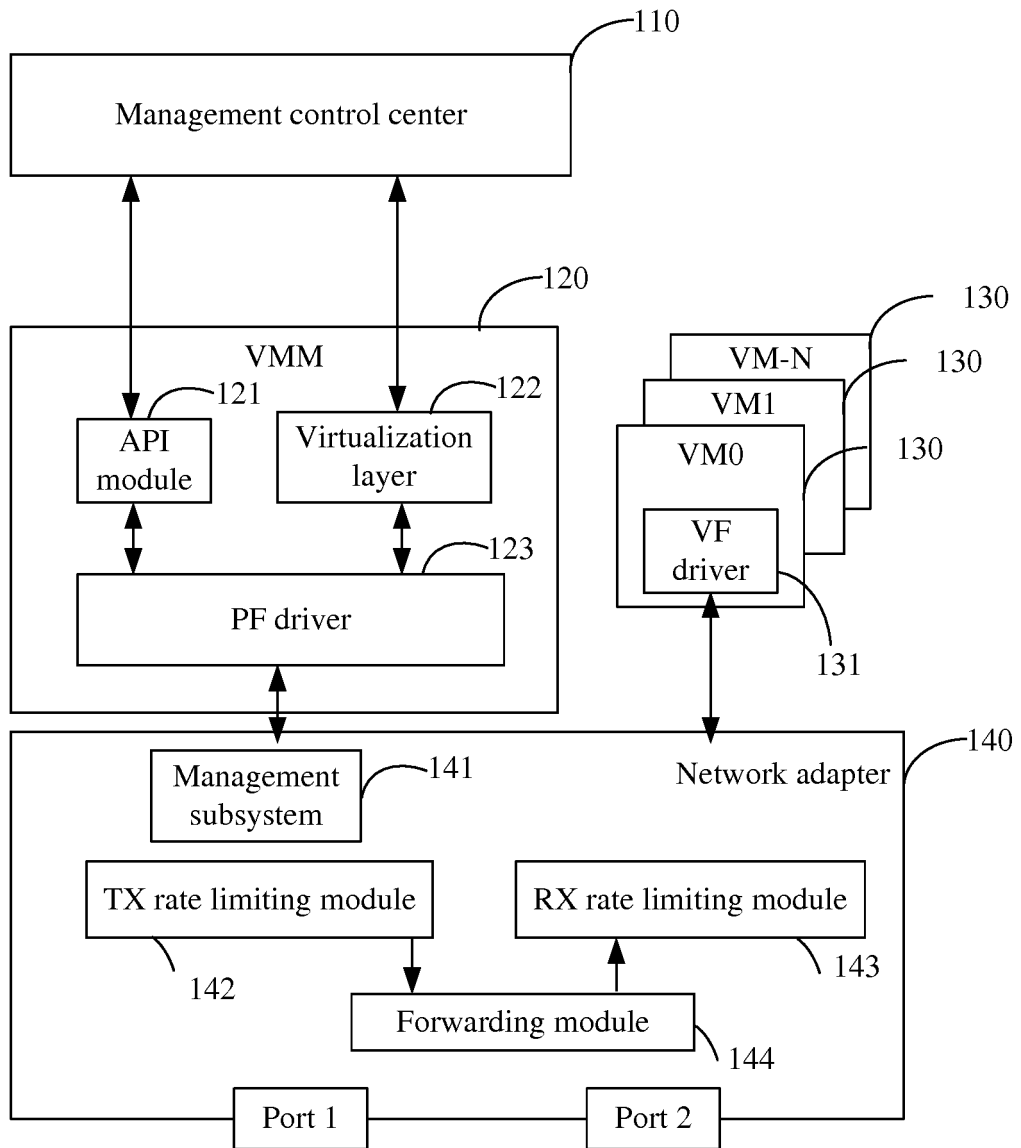 110
Management control center
120
130
VMM
VM-N
130
121
122
VM1
API
module
Virtualization
layer
VM0
130
VF
driver
123
PF driver
131
140
Management
subsystem
141
Network adapter
TX rate limiting module
RX rate limiting module
142
143
Forwarding module
144
Port 1
Port 2